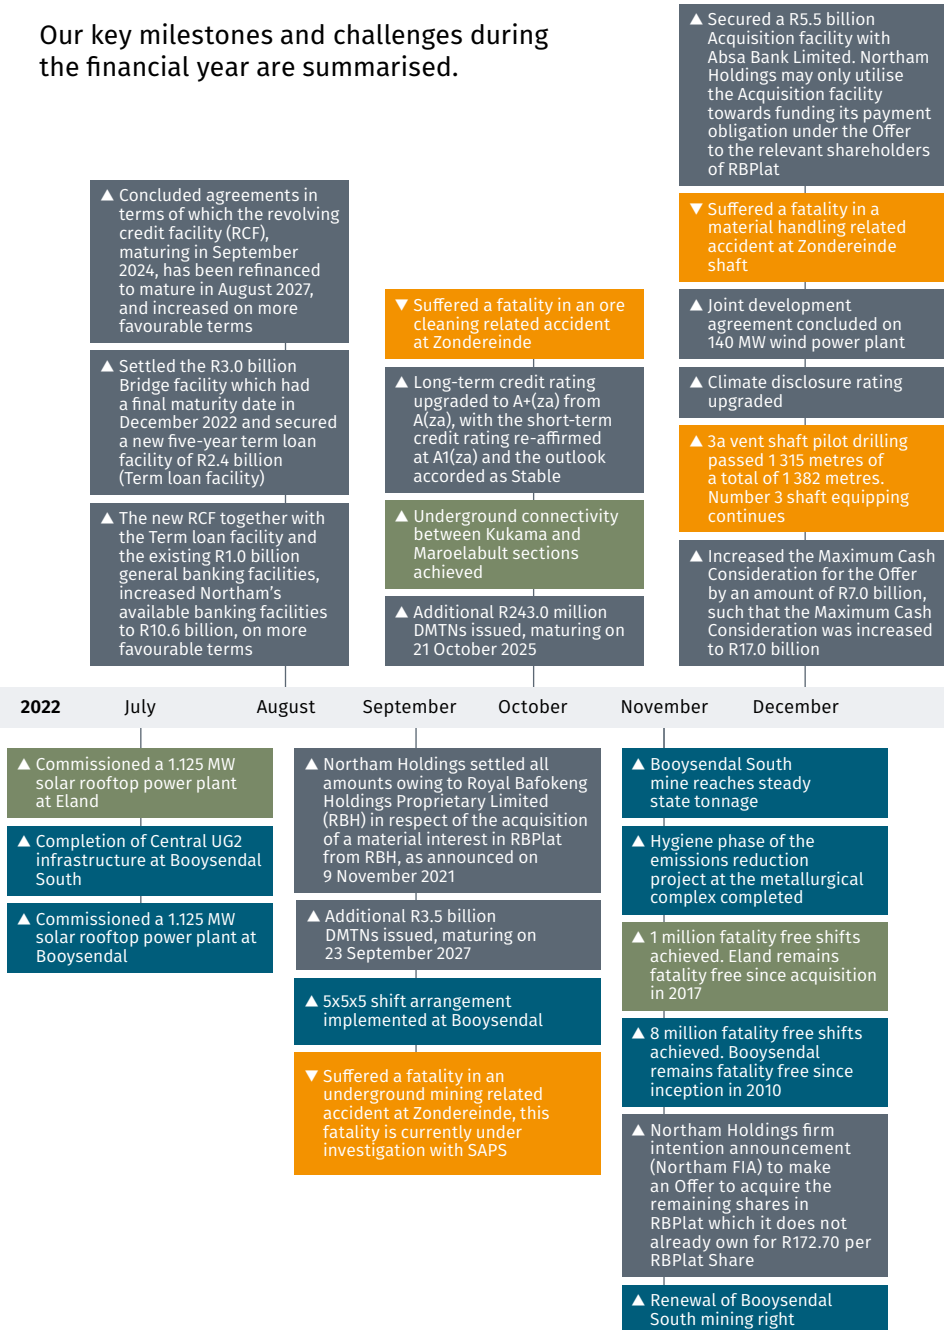 Our key milestones and challenges during
the financial year are summarised.
▲ Secured a R5.5 billion
Acquisition facility with
Absa Bank Limited. Northam
Holdings may only utilise
the Acquisition facility
towards funding its payment
obligation under the Offer
to the relevant shareholders
of RBPlat
▼ Suffered a fatality in a
material handling related
accident at Zondereinde
shaft
▲ Joint development
agreement concluded on
140 MW wind power plant
▲ Climate disclosure rating
upgraded
▲ 3a vent shaft pilot drilling
passed 1 315 metres of
a total of 1 382 metres.
Number 3 shaft equipping
continues
▲ Increased the Maximum Cash
Consideration for the Offer
by an amount of R7.0 billion,
such that the Maximum Cash
Consideration was increased
to R17.0 billion
▲ Concluded agreements in
terms of which the revolving
credit facility (RCF),
maturing in September
2024, has been refinanced
to mature in August 2027,
and increased on more
favourable terms
▲ Settled the R3.0 billion
Bridge facility which had
a final maturity date in
December 2022 and secured
a new five-year term loan
facility of R2.4 billion
(Term loan facility)
▲ The new RCF together with
the Term loan facility and
the existing R1.0 billion
general banking facilities,
increased Northam's
available banking facilities
to R10.6 billion, on more
favourable terms
▼ Suffered a fatality in an ore
cleaning related accident
at Zondereinde
▲ Long-term credit rating
upgraded to A+(za) from
A(za), with the short-term
credit rating re-affirmed
at A1(za) and the outlook
accorded as Stable
▲ Underground connectivity
between Kukama and
Maroelabult sections
achieved
▲ Additional R243.0 million
DMTNs issued, maturing on
21 October 2025
2022 July August September October November December
▲ Commissioned a 1.125 MW
solar rooftop power plant
at Eland
▲ Completion of Central UG2
infrastructure at Booysendal
South
▲ Commissioned a 1.125 MW
solar rooftop power plant at
Booysendal
▲ Northam Holdings settled all
amounts owing to Royal Bafokeng
Holdings Proprietary Limited
(RBH) in respect of the acquisition
of a material interest in RBPlat
from RBH, as announced on
9 November 2021
▲ Additional R3.5 billion
DMTNs issued, maturing on
23 September 2027
▲ 5x5x5 shift arrangement
implemented at Booysendal
▼ Suffered a fatality in an
underground mining related
accident at Zondereinde, this
fatality is currently under
investigation with SAPS
▲ Booysendal South
mine reaches steady
state tonnage
▲ Hygiene phase of the
emissions reduction
project at the metallurgical
complex completed
▲ 1 million fatality free shifts
achieved. Eland remains
fatality free since acquisition
in 2017
▲ 8 million fatality free shifts
achieved. Booysendal
remains fatality free since
inception in 2010
▲ Northam Holdings firm
intention announcement
(Northam FIA) to make
an Offer to acquire the
remaining shares in
RBPlat which it does not
already own for R172.70 per
RBPlat Share
▲ Renewal of Booysendal
South mining right